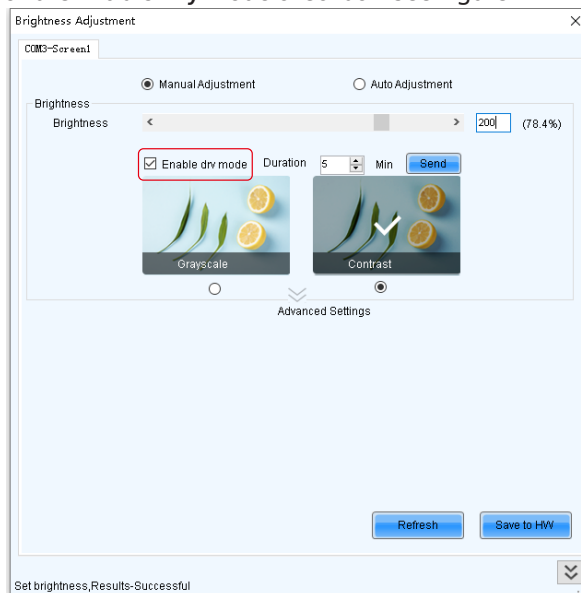 Brightness Adjustment
COM3-Screen1
Manual Adjustment Auto Adjustment
Brightness
Brightness 200 (78.4%)
Enable dry mode Duration 5 Min Send
Grayscale Contrast
Advanced Settings
Refresh Save to HW
Set brightness,Results-Successful